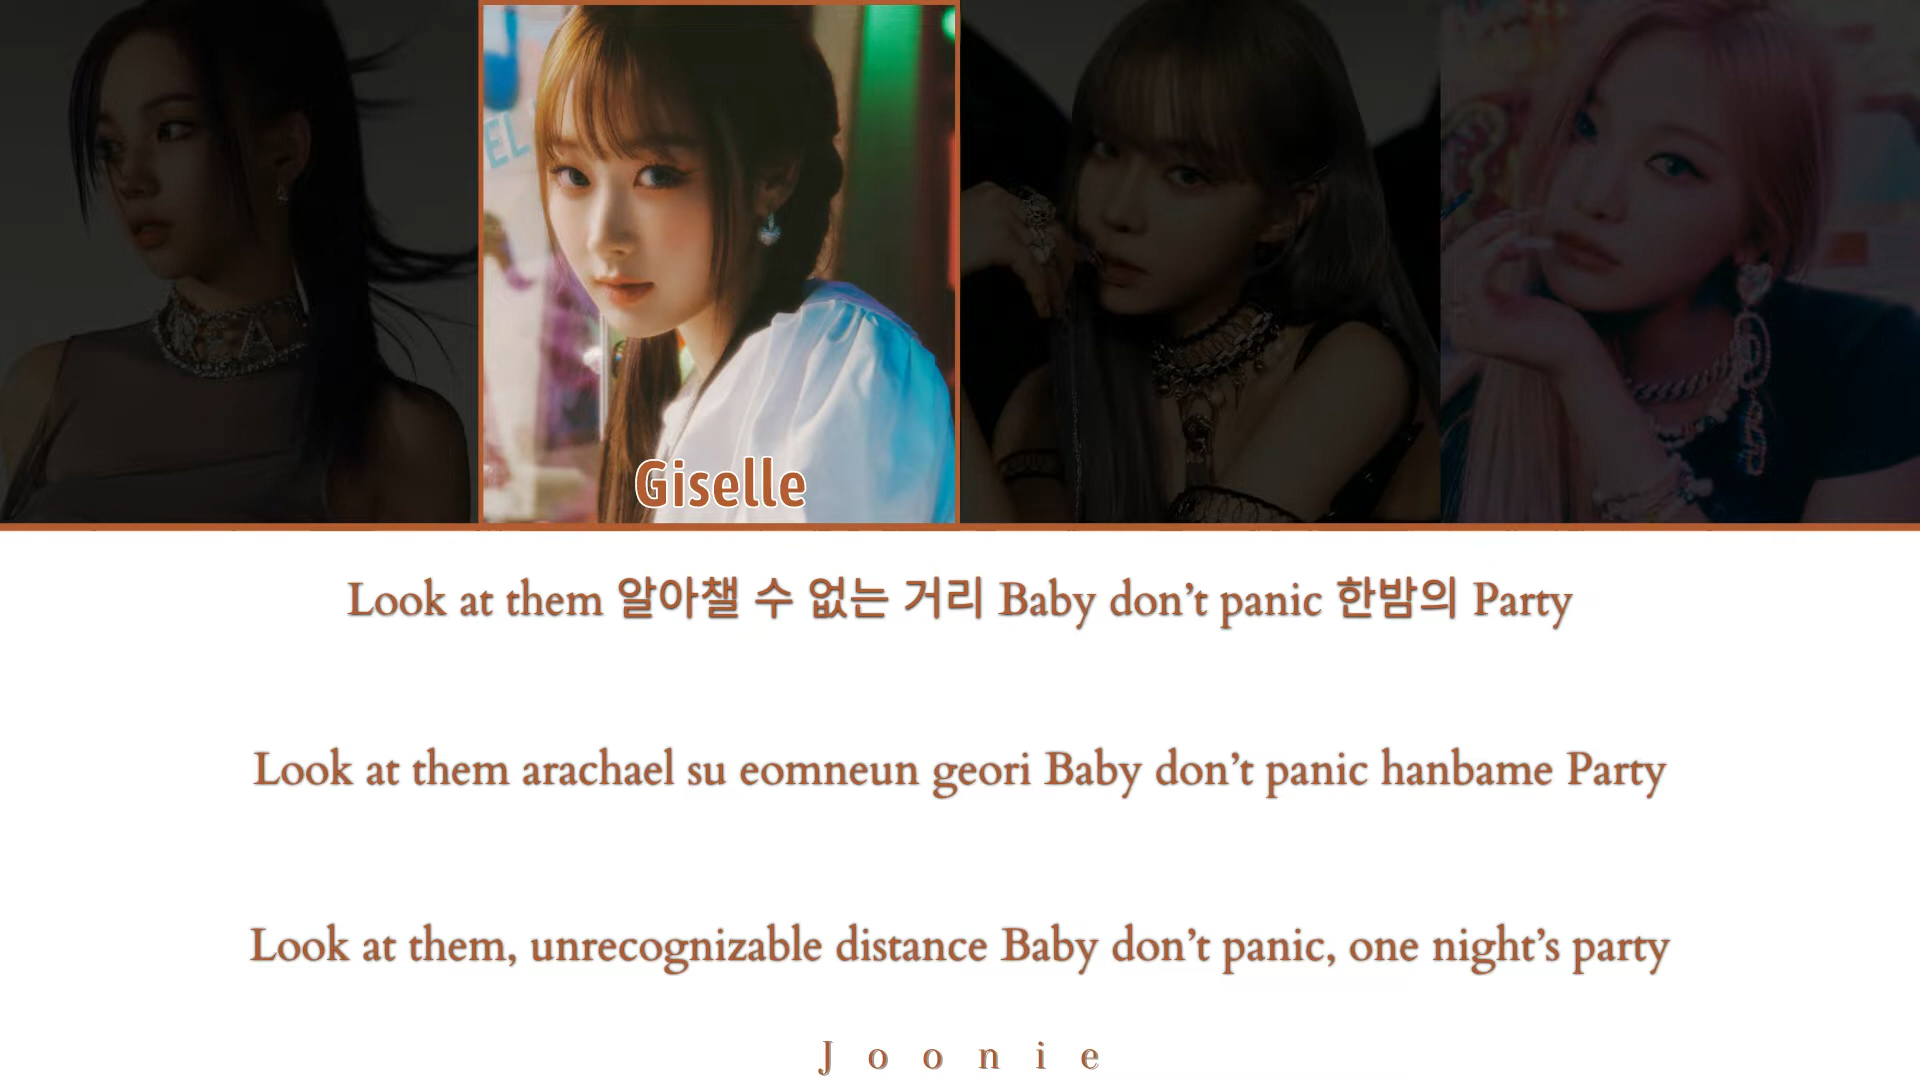 EL
Giselle
Look at them 알아챌 수 없는 거리 Baby don’t panic 한밤의 Party
Look at them arachael su eomneun geori Baby don’t panic hanbame Party
Look at them, unrecognizable distance Baby don’t panic, one night’s party
J o o n i e